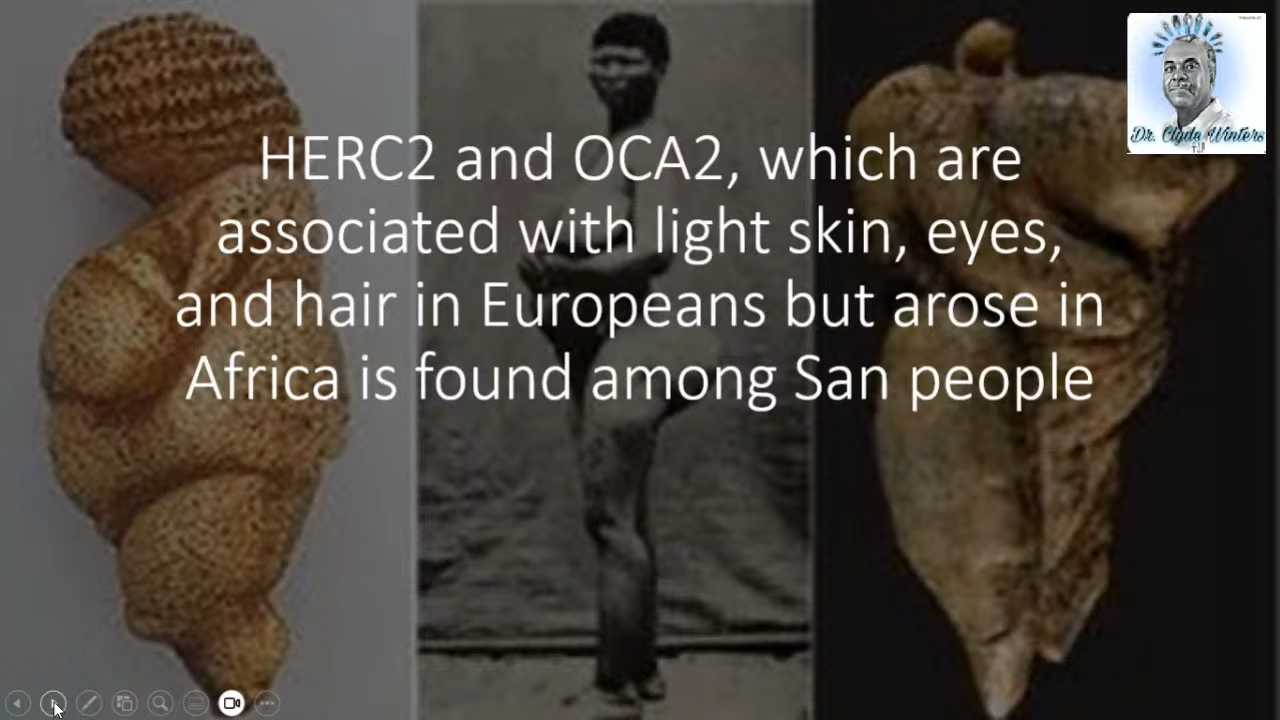 HERC2 and OCA2, which are
associated with light skin, eyes,
and hair in Europeans but arose in
Africa is found among San people
Dr. Clyde Winters